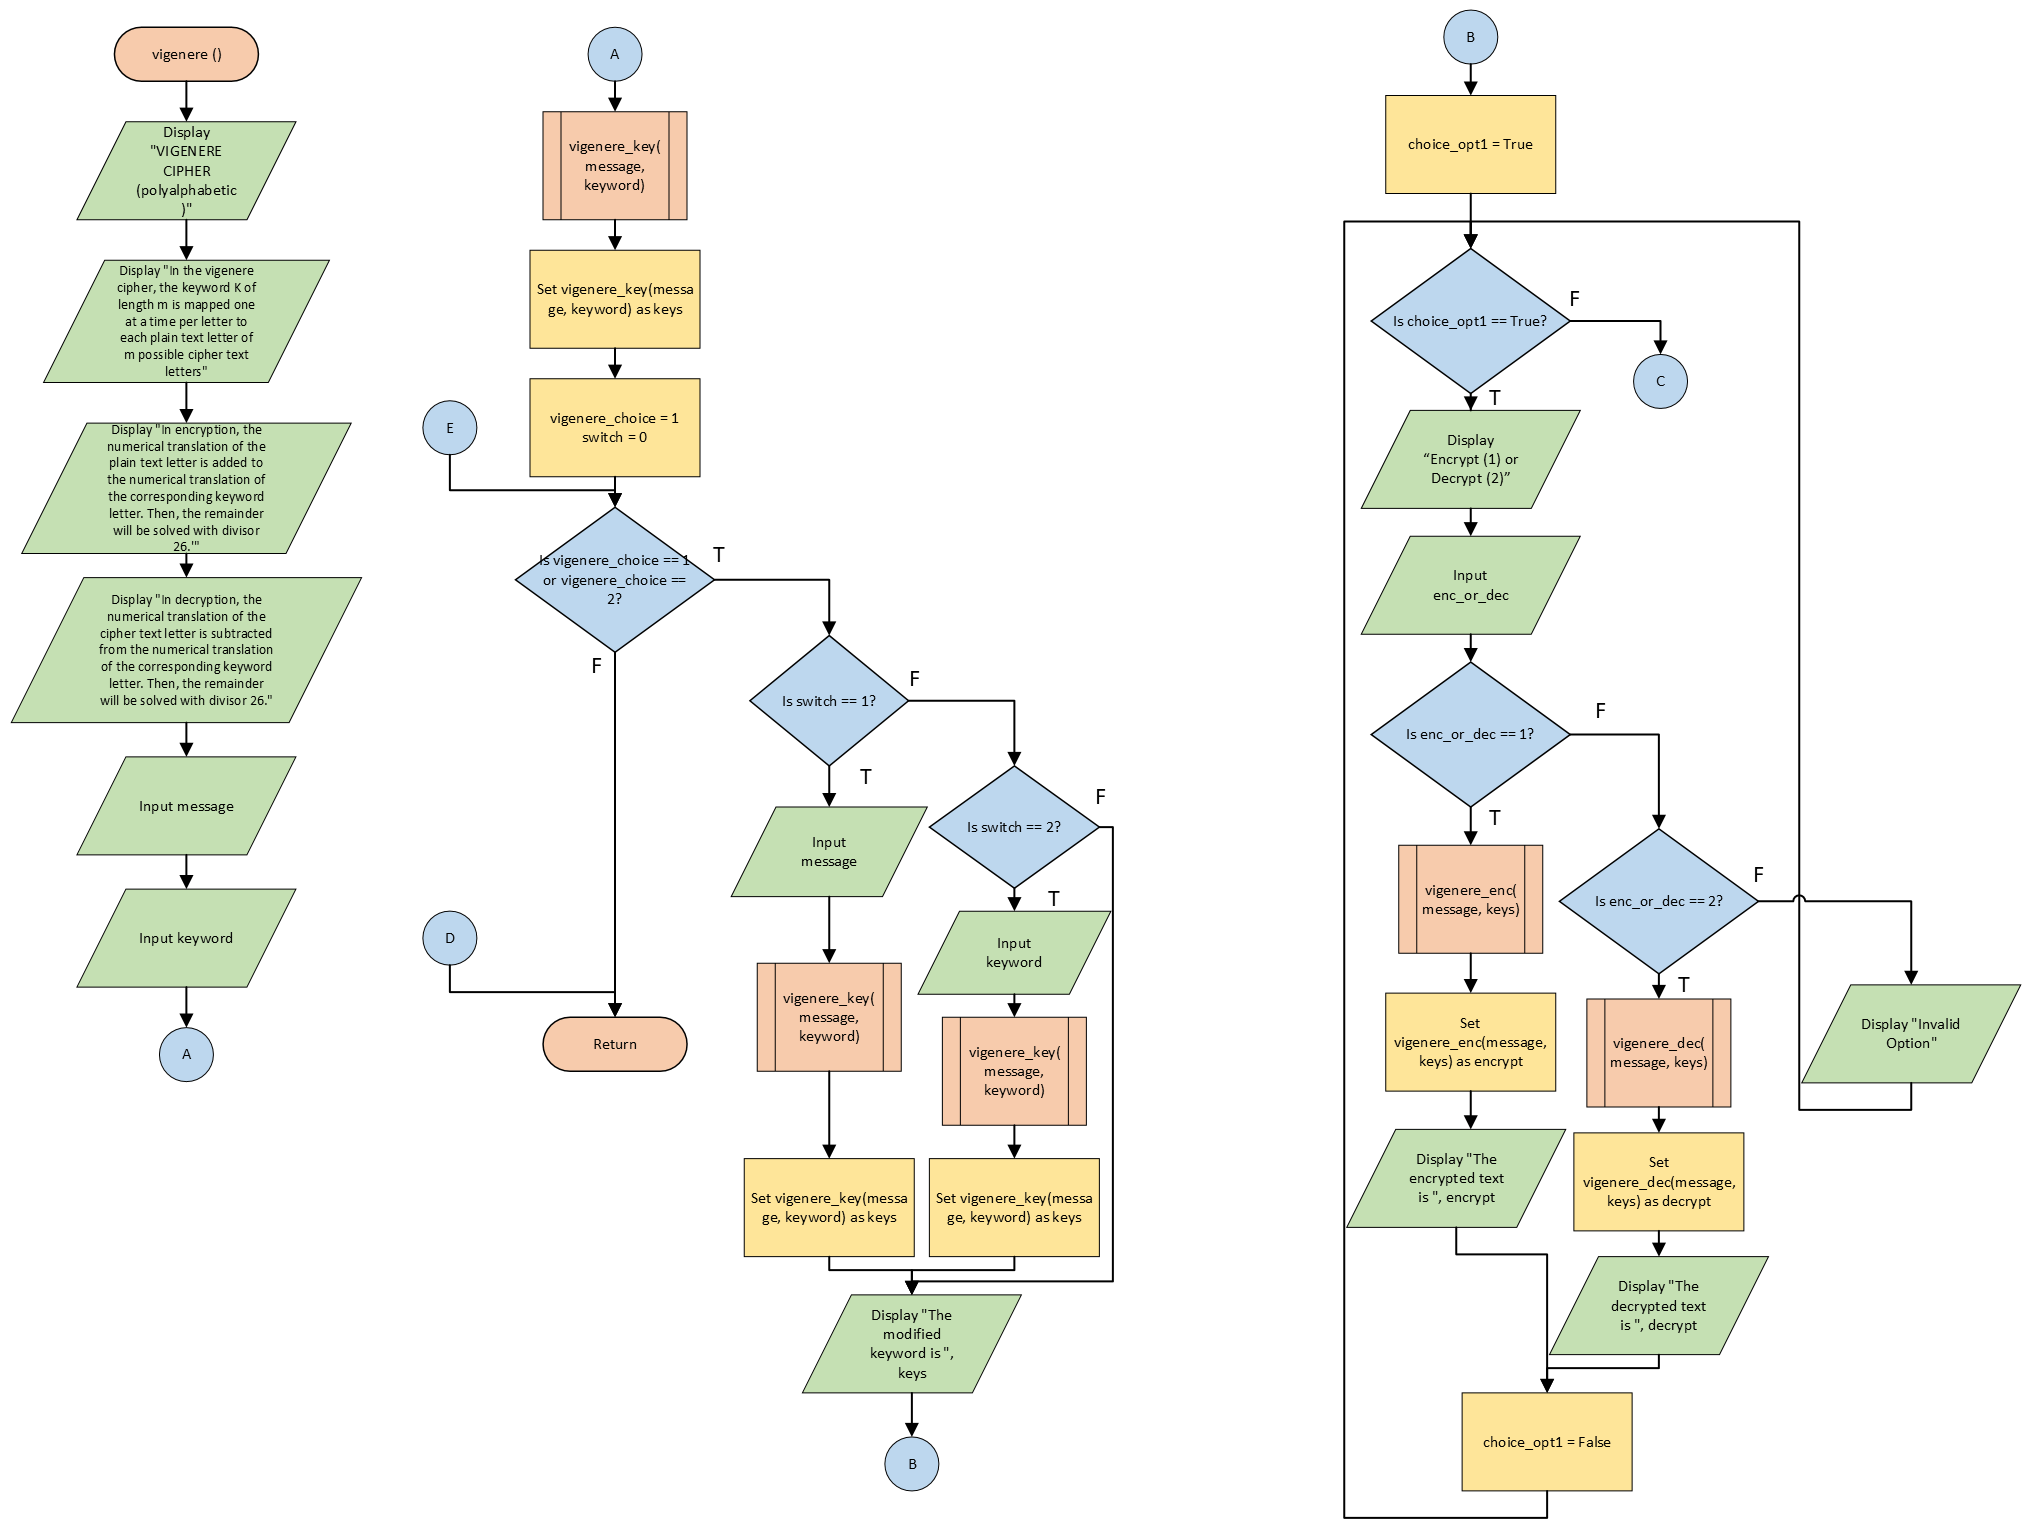 vigenere ()
Display
"VIGENERE
CIPHER
(polyalphabetic
)"
Display "In the vigenere
cipher, the keyword K of
length m is mapped one
at a time per letter to
each plain text letter of
m possible cipher text
letters"
Display "In encryption, the
numerical translation of the
plain text letter is added to
the numerical translation of
the corresponding keyword
letter. Then, the remainder
will be solved with divisor
26.'"
Display "In decryption, the
numerical translation of the
cipher text letter is subtracted
from the numerical translation
of the corresponding keyword
letter. Then, the remainder
will be solved with divisor 26."
Input message
Input keyword
A
A
vigenere_key(
message,
keyword)
Set vigenere_key(messa
ge, keyword) as keys
vigenere_choice = 1
switch = 0
E
Is vigenere_choice == 1
or vigenere_choice ==
2?
T
F
D
Return
Is switch == 1?
F
T
Input
message
vigenere_key(
message,
keyword)
Set vigenere_key(messa
ge, keyword) as keys
Is switch == 2?
F
T
Input
keyword
vigenere_key(
message,
keyword)
Set vigenere_key(messa
ge, keyword) as keys
Display "The
modified
keyword is ",
keys
B
B
choice_opt1 = True
Is choice_opt1 == True?
F
C
T
Display
“Encrypt (1) or
Decrypt (2)”
Input
enc_or_dec
Is enc_or_dec == 1?
F
T
vigenere_enc(
message, keys)
Set
vigenere_enc(message,
keys) as encrypt
Display "The
encrypted text
is ", encrypt
Is enc_or_dec == 2?
F
T
vigenere_dec(
message, keys)
Set
vigenere_dec(message,
keys) as decrypt
Display "The
decrypted text
is ", decrypt
Display "Invalid
Option"
choice_opt1 = False